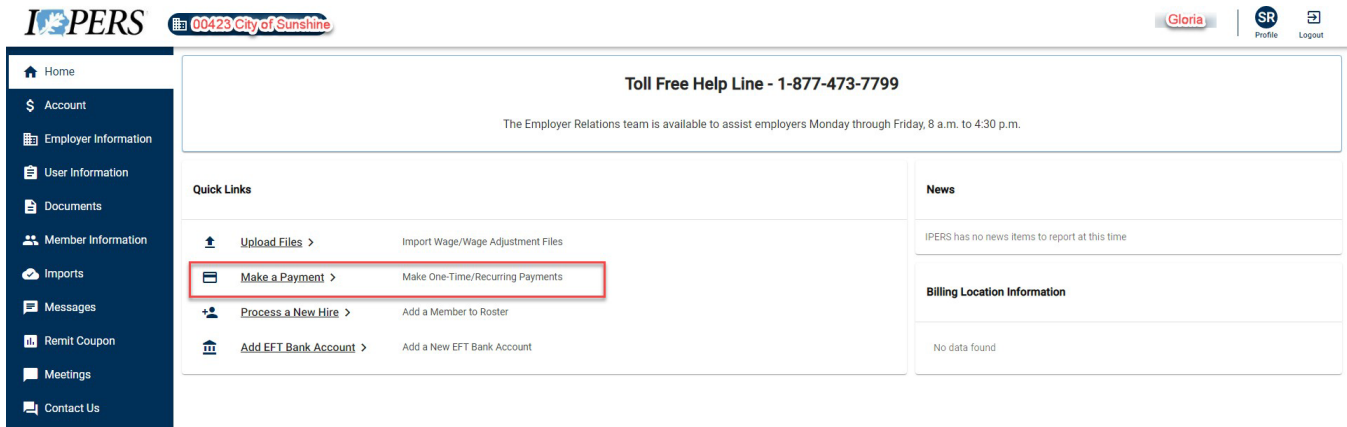 IPERS
00423 City of Sunshine
Gloria
SR
Profile
Logout
Home
Account
Employer Information
User Information
Documents
Member Information
Imports
Messages
Remit Coupon
Meetings
Contact Us
Toll Free Help Line - 1-877-473-7799
The Employer Relations team is available to assist employers Monday through Friday, 8 a.m. to 4:30 p.m.
Quick Links
Upload Files > Import Wage/Wage Adjustment Files
Make a Payment > Make One-Time/Recurring Payments
Process a New Hire > Add a Member to Roster
Add EFT Bank Account > Add a New EFT Bank Account
News
IPERS has no news items to report at this time
Billing Location Information
No data found